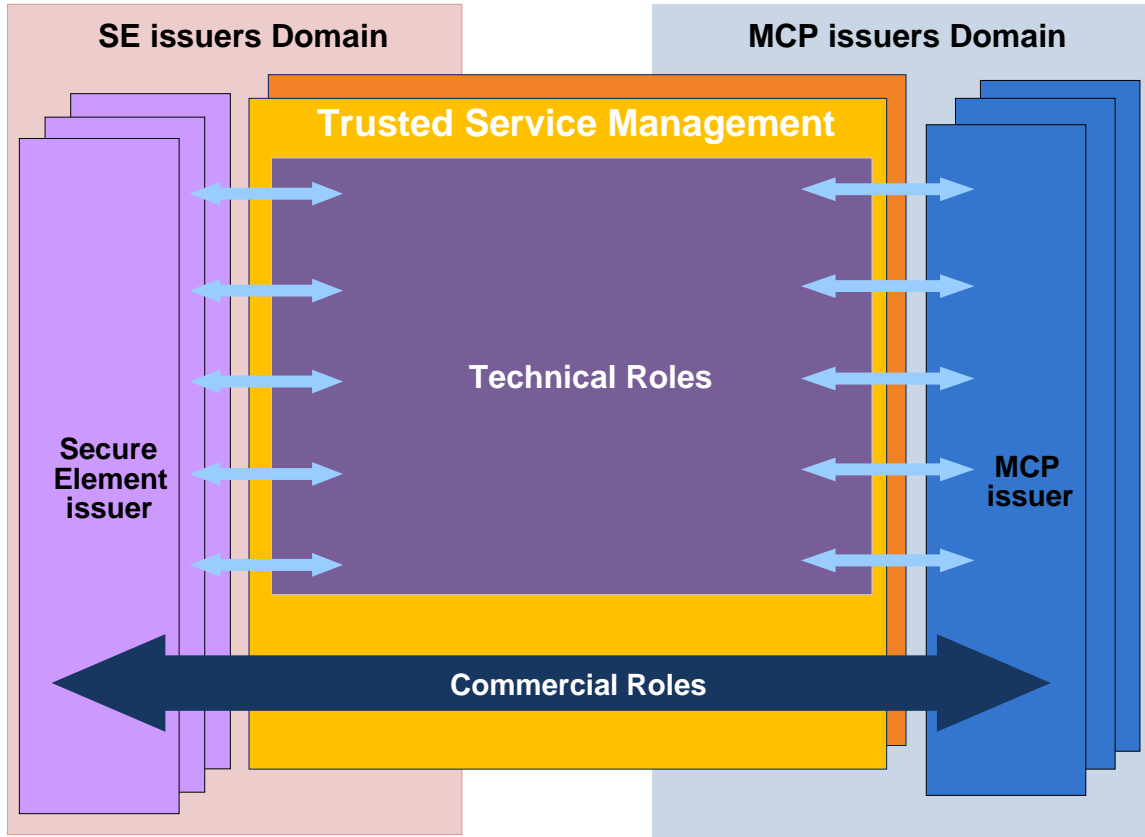 SE issuers Domain
MCP issuers Domain
Trusted Service Management
Technical Roles
Secure
Element
issuer
MCP
issuer
Commercial Roles